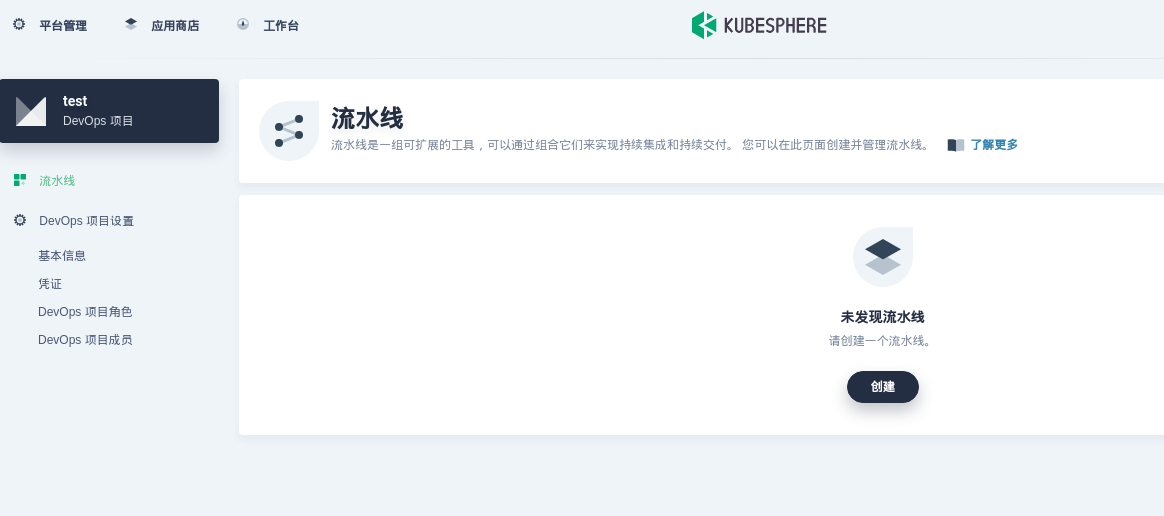 平台管理
应用商店
工作台
KUBESPHERE
test
DevOps 项目
流水线
DevOps 项目设置
基本信息
凭证
DevOps 项目角色
DevOps 项目成员
流水线
流水线是一组可扩展的工具，可以通过组合它们来实现持续集成和持续交付。 您可以在此页面创建并管理流水线。 了解更多
未发现流水线
请创建一个流水线。
创建